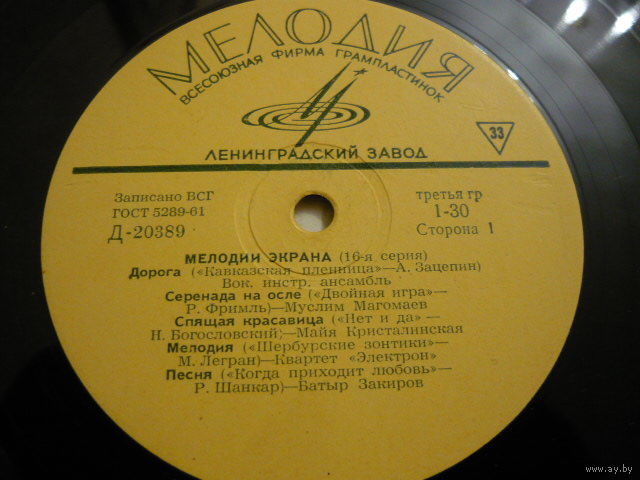 МЕЛОДИЯ
ВСЕСОЮЗНАЯ ФИРМА ГРАМПЛАСТИНОК
33
ЛЕНИНГРАДСКИЙ ЗАВОД
Записано ВСГ
ГОСТ 5289-61
Д-20389
третья гр
1-30
Сторона 1
МЕЛОДИИ ЭКРАНА (16-я серия)
Дорога («Кавказская пленница»—А. Зацепин)
Вок. инстр. ансамбль
Серенада на осле («Двойная игра»—
Р. Фримль)—Муслим Магомаев
Спящая красавица («Нет и да» —
Н. Богословский)—Майя Кристалинская
Мелодия («Шербурские зонтики»—
М. Легран)—Квартет «Электрон»
Песня («Когда приходит любовь»—
Р. Шанкар)—Батыр Закиров
www.ay.by